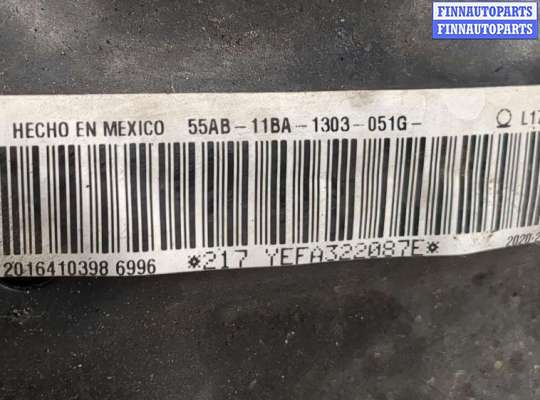 FINNAUTOPARTS
FINNAUTOPARTS
HECHO EN MEXICO 55AB-11BA-1303-051G-
2016410398 6996 *217 YEFA322087E*